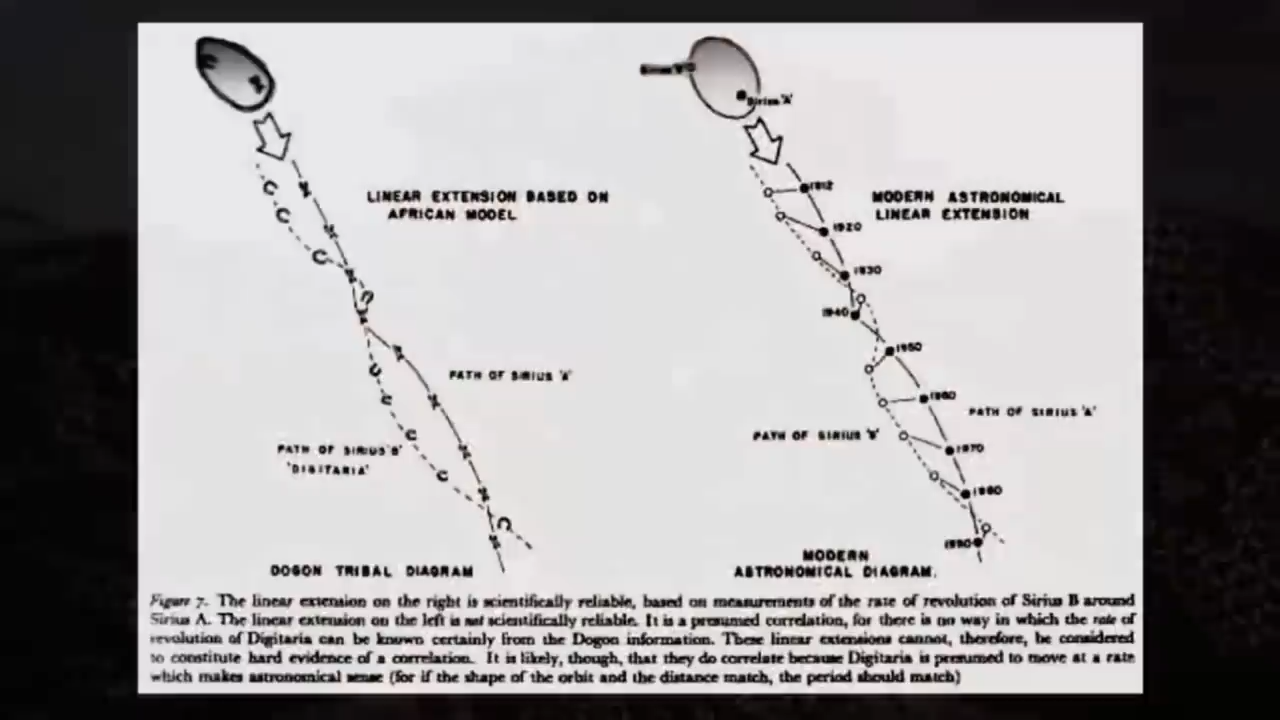 Sirius 'A'
LINEAR EXTENSION BASED ON
AFRICAN MODEL
PATH OF SIRIUS 'A'
PATH OF SIRIUS 'B'
'DIGITARIA'
DOGON TRIBAL DIAGRAM
MODERN ASTRONOMICAL
LINEAR EXTENSION
1912
1920
1930
1940
1950
1960
1970
1980
1990
PATH OF SIRIUS 'A'
PATH OF SIRIUS 'B'
MODERN
ASTRONOMICAL DIAGRAM.
Figure 7. The linear extension on the right is scientifically reliable, based on measurements of the rate of revolution of Sirius B around
Sirius A. The linear extension on the left is not scientifically reliable. It is a presumed correlation, for there is no way in which the rate of
revolution of Digitaria can be known certainly from the Dogon information. These linear extensions cannot, therefore, be considered
to constitute hard evidence of a correlation. It is likely, though, that they do correlate because Digitaria is presumed to move at a rate
which makes astronomical sense (for if the shape of the orbit and the distance match, the period should match)